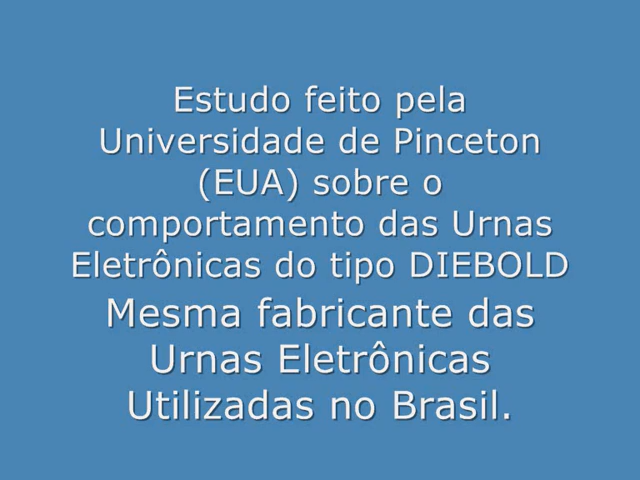 Estudo feito pela
Universidade de Pinceton
(EUA) sobre o
comportamento das Urnas
Eletrônicas do tipo DIEBOLD
Mesma fabricante das
Urnas Eletrônicas
Utilizadas no Brasil.